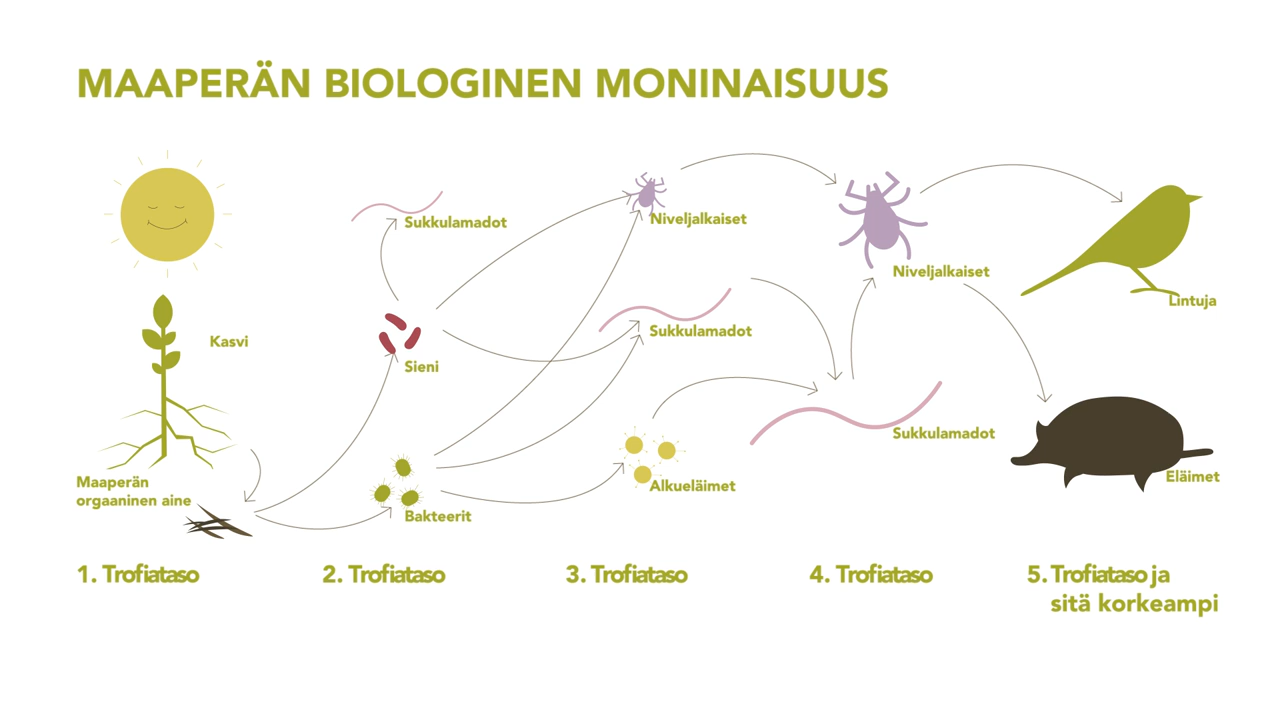 MAAPERÄN BIOLOGINEN MONINAISUUS
Sukkulamadot
Niveljalkaiset
Niveljalkaiset
Lintuja
Kasvi
Sieni
Sukkulamadot
Sukkulamadot
Maaperän
orgaaninen aine
Bakteerit
Alkueläimet
Eläimet
1. Trofiataso
2. Trofiataso
3. Trofiataso
4. Trofiataso
5. Trofiataso ja
sitä korkeampi